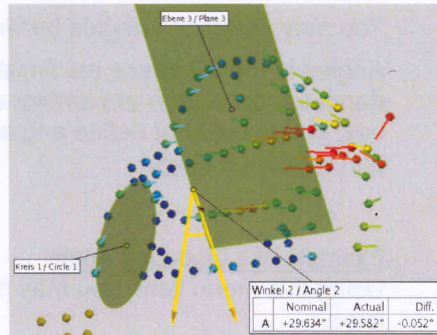 Ebene 3 / Plane 3
Kreis 1 / Circle 1
Winkel 2 / Angle 2
Nominal Actual Diff.
A +29.634° +29.582° -0.052°